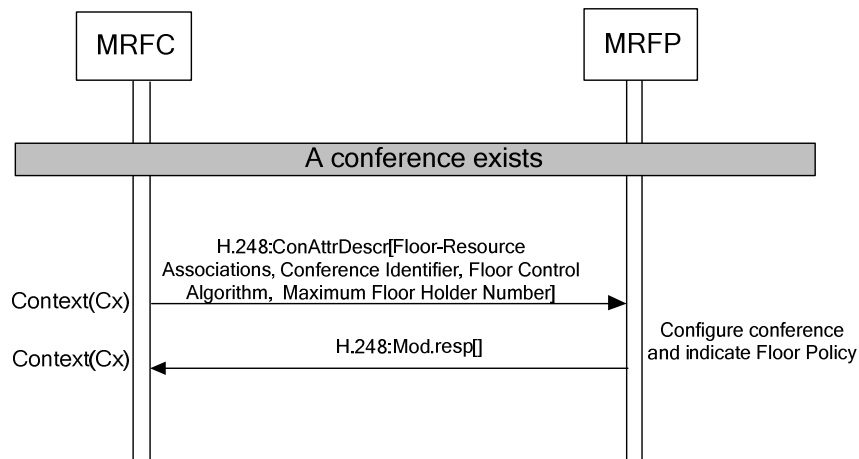 MRFC
MRFP
A conference exists
H.248:ConAttrDescr[Floor-Resource
Associations, Conference Identifier, Floor Control
Algorithm, Maximum Floor Holder Number]
Context(Cx)
Configure conference
and indicate Floor Policy
H.248:Mod.resp[]
Context(Cx)